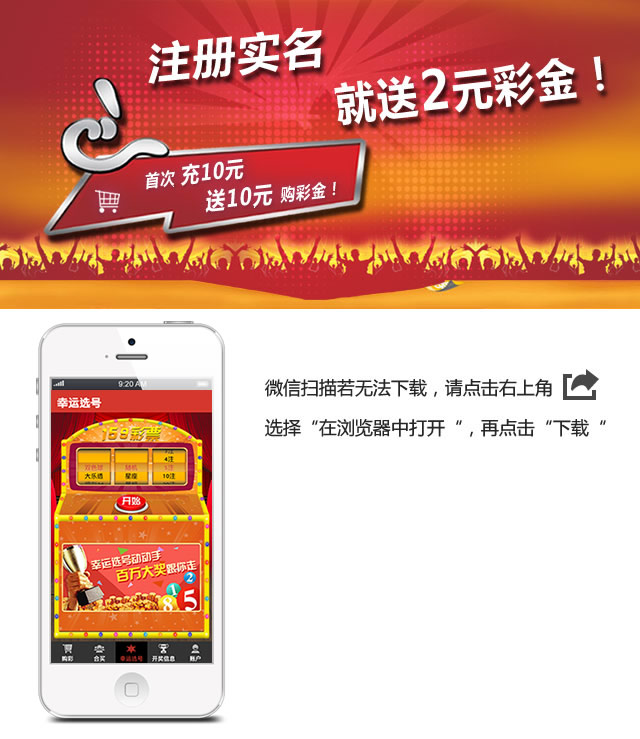 注册实名
就送2元彩金！
首次 充10元
送10元 购彩金！
微信扫描若无法下载，请点击右上角
选择“在浏览器中打开“，再点击“下载“
9:20 AM
幸运选号
168彩票
1注
4注
双色球 随机 5注
大乐透 星座 10注
开始
幸运选号动动手
百万大奖跟你走
2
1
8 5
购彩 合买 幸运选号 开奖信息 账户